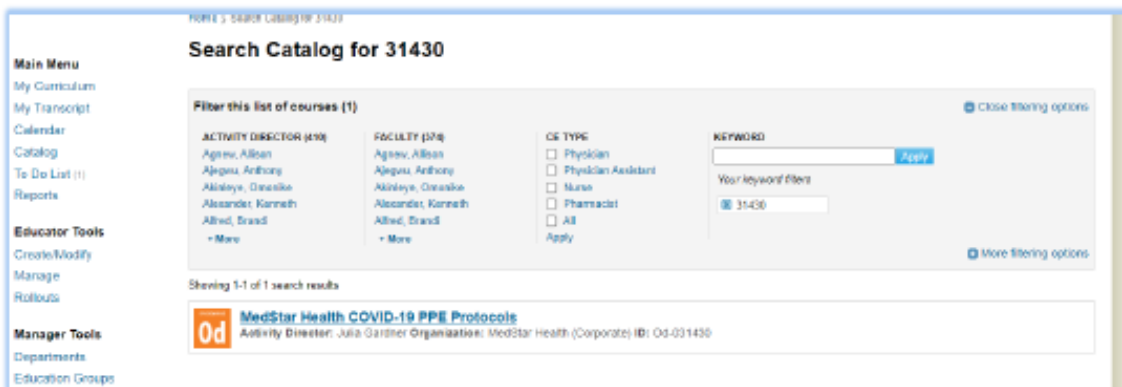 Home > Search Catalog for 31430
Search Catalog for 31430
Main Menu
My Curriculum
My Transcript
Calendar
Catalog
To Do List (1)
Reports
Educator Tools
Create/Modify
Manage
Rollouts
Manager Tools
Departments
Education Groups
Filter this list of courses (1)
Close filtering options
ACTIVITY DIRECTOR (410)
Agnew, Allison
Ajegwu, Anthony
Akinleye, Omonike
Alexander, Kenneth
Alfred, Brandi
+ More
FACULTY (374)
Agnew, Allison
Ajegwu, Anthony
Akinleye, Omonike
Alexander, Kenneth
Alfred, Brandi
+ More
CE TYPE
Physician
Physician Assistant
Nurse
Pharmacist
All
Apply
KEYWORD
Apply
Your keyword filters
31430
More filtering options
Showing 1-1 of 1 search results
Od
MedStar Health COVID-19 PPE Protocols
Activity Director: Julia Gardner Organization: MedStar Health (Corporate) ID: Od-031430